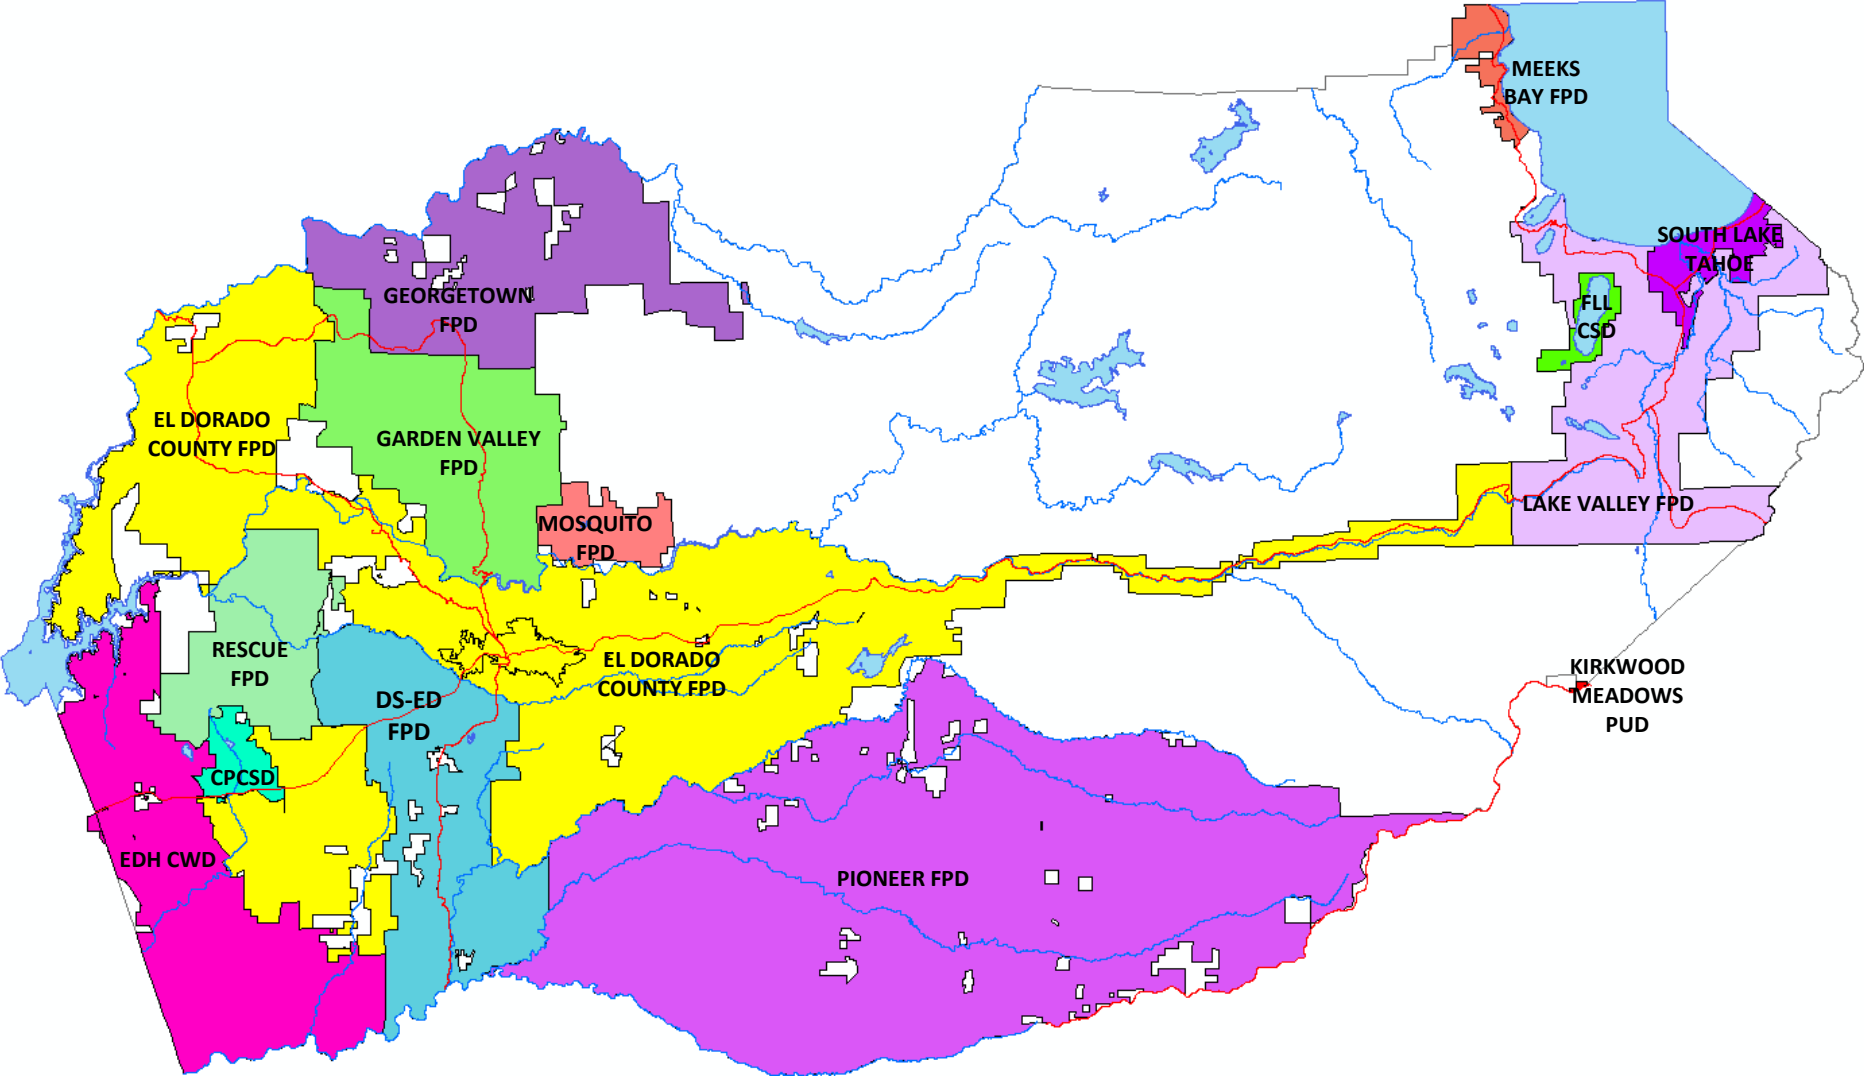 MEEKS
BAY FPD
SOUTH LAKE
TAHOE
GEORGETOWN
FPD
FLL
CSD
EL DORADO
COUNTY FPD
GARDEN VALLEY
FPD
MOSQUITO
FPD
LAKE VALLEY FPD
RESCUE
FPD
EL DORADO
COUNTY FPD
KIRKWOOD
MEADOWS
PUD
DS-ED
FPD
CPCSD
EDH CWD
PIONEER FPD